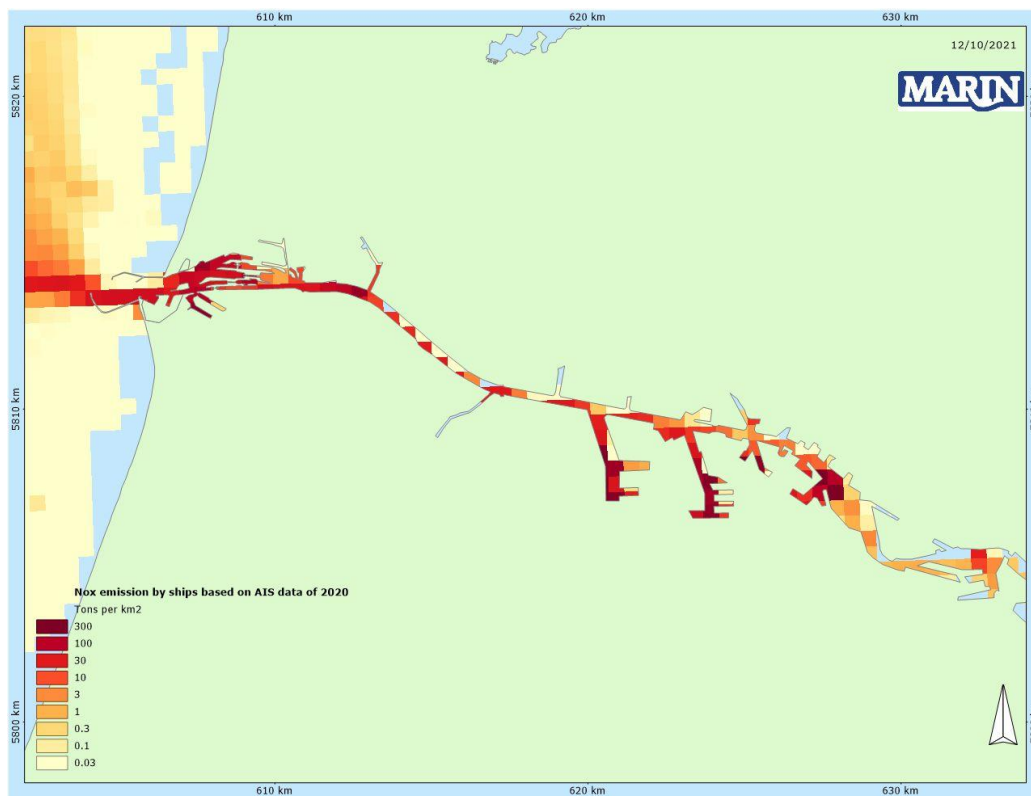 610 km
620 km
630 km
12/10/2021
MARIN
5820 km
5810 km
5800 km
Nox emission by ships based on AIS data of 2020
Tons per km2
300
100
30
10
3
1
0.3
0.1
0.03
610 km
620 km
630 km